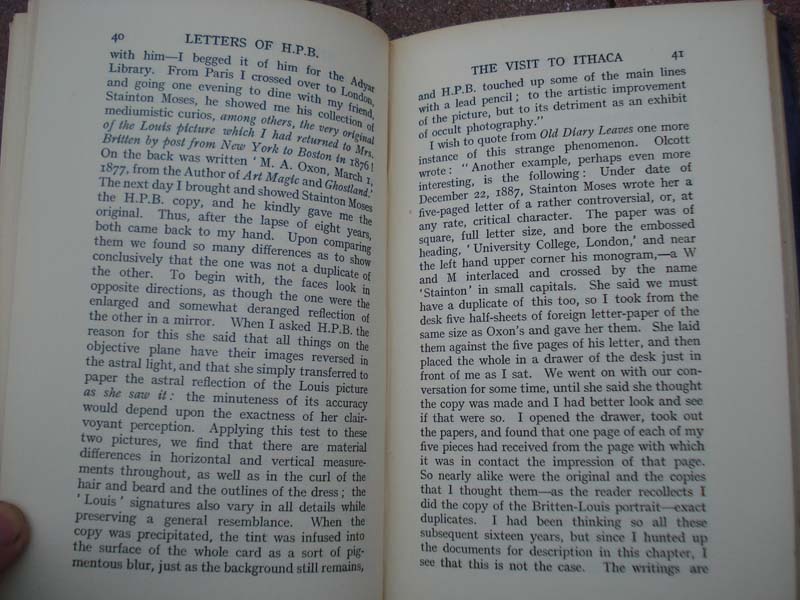 40 LETTERS OF H.P.B.
with him—I begged it of him for the Adyar
Library. From Paris I crossed over to London,
and going one evening to dine with my friend,
Stainton Moses, he showed me his collection of
mediumistic curios, among others, the very original
of the Louis picture which I had returned to Mrs.
Britten by post from New York to Boston in 1876!
On the back was written ' M. A. Oxon, March 1,
1877, from the Author of Art Magic and Ghostland.'
The next day I brought and showed Stainton Moses
the H.P.B. copy, and he kindly gave me the
original. Thus, after the lapse of eight years,
both came back to my hand. Upon comparing
them we found so many differences as to show
conclusively that the one was not a duplicate of
the other. To begin with, the faces look in
opposite directions, as though the one were the
enlarged and somewhat deranged reflection of
the other in a mirror. When I asked H.P.B. the
reason for this she said that all things on the
objective plane have their images reversed in
the astral light, and that she simply transferred to
paper the astral reflection of the Louis picture
as she saw it: the minuteness of its accuracy
would depend upon the exactness of her clair-
voyant perception. Applying this test to these
two pictures, we find that there are material
differences in horizontal and vertical measure-
ments throughout, as well as in the curl of the
hair and beard and the outlines of the dress; the
'Louis' signatures also vary in all details while
preserving a general resemblance. When the
copy was precipitated, the tint was infused into
the surface of the whole card as a sort of pig-
mentous blur, just as the background still remains,
THE VISIT TO ITHACA 41
and H.P.B. touched up some of the main lines
with a lead pencil; to the artistic improvement
of the picture, but to its detriment as an exhibit
of occult photography."
I wish to quote from Old Diary Leaves one more
instance of this strange phenomenon. Olcott
wrote: " Another example, perhaps even more
interesting, is the following: Under date of
December 22, 1887, Stainton Moses wrote her a
five-paged letter of a rather controversial, or, at
any rate, critical character. The paper was of
square, full letter size, and bore the embossed
heading, ' University College, London,' and near
the left hand upper corner his monogram,—a W
and M interlaced and crossed by the name
'Stainton' in small capitals. She said we must
have a duplicate of this too, so I took from the
desk five half-sheets of foreign letter-paper of the
same size as Oxon's and gave her them. She laid
them against the five pages of his letter, and then
placed the whole in a drawer of the desk just in
front of me as I sat. We went on with our con-
versation for some time, until she said she thought
the copy was made and I had better look and see
if that were so. I opened the drawer, took out
the papers, and found that one page of each of my
five pieces had received from the page with which
it was in contact the impression of that page.
So nearly alike were the original and the copies
that I thought them—as the reader recollects I
did the copy of the Britten-Louis portrait—exact
duplicates. I had been thinking so all these
subsequent sixteen years, but since I hunted up
the documents for description in this chapter, I
see that this is not the case. The writings are